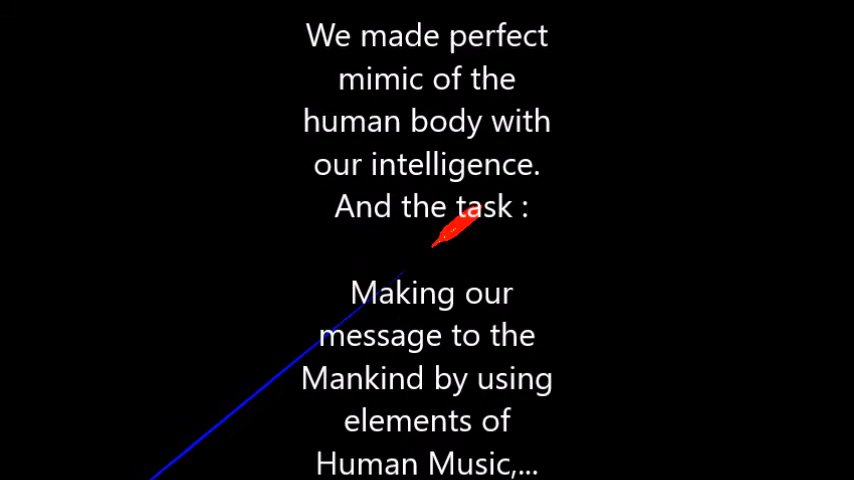 We made perfect
mimic of the
human body with
our intelligence.
And the task :
Making our
message to the
Mankind by using
elements of
Human Music,...